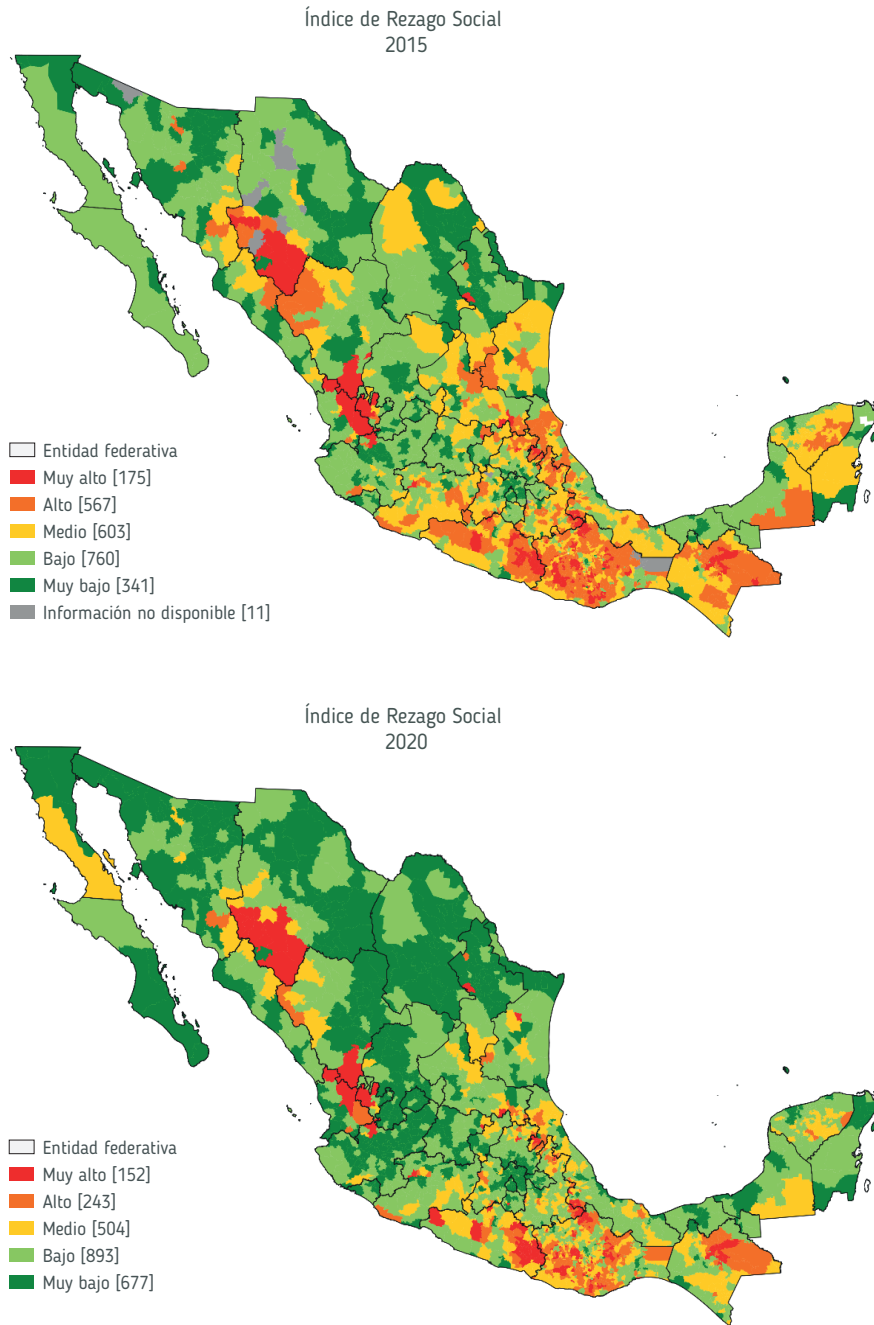 Índice de Rezago Social
2015
Entidad federativa
Muy alto [175]
Alto [567]
Medio [603]
Bajo [760]
Muy bajo [341]
Información no disponible [11]
Índice de Rezago Social
2020
Entidad federativa
Muy alto [152]
Alto [243]
Medio [504]
Bajo [893]
Muy bajo [677]